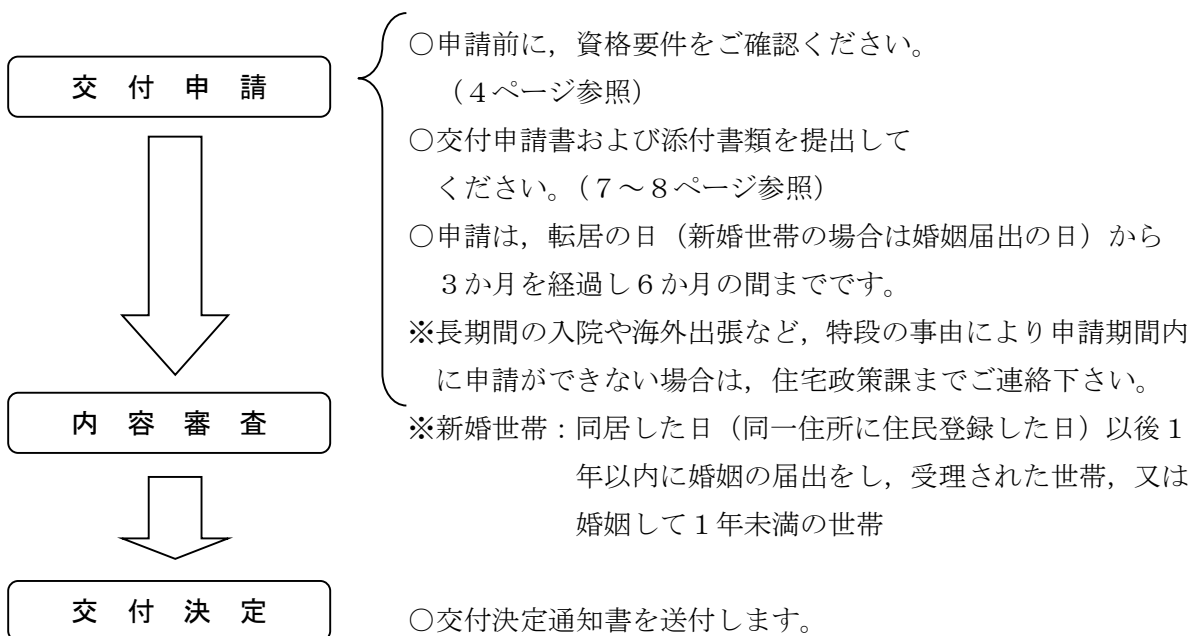 交付申請
○申請前に，資格要件をご確認ください。
（４ページ参照）
○交付申請書および添付書類を提出して
ください。（７～８ページ参照）
○申請は，転居の日（新婚世帯の場合は婚姻届出の日）から
３か月を経過し６か月の間までです。
※長期間の入院や海外出張など，特段の事由により申請期間内
に申請ができない場合は，住宅政策課までご連絡下さい。
内容審査
※新婚世帯：同居した日（同一住所に住民登録した日）以後１
年以内に婚姻の届出をし，受理された世帯，又は
婚姻して１年未満の世帯
交付決定
○交付決定通知書を送付します。